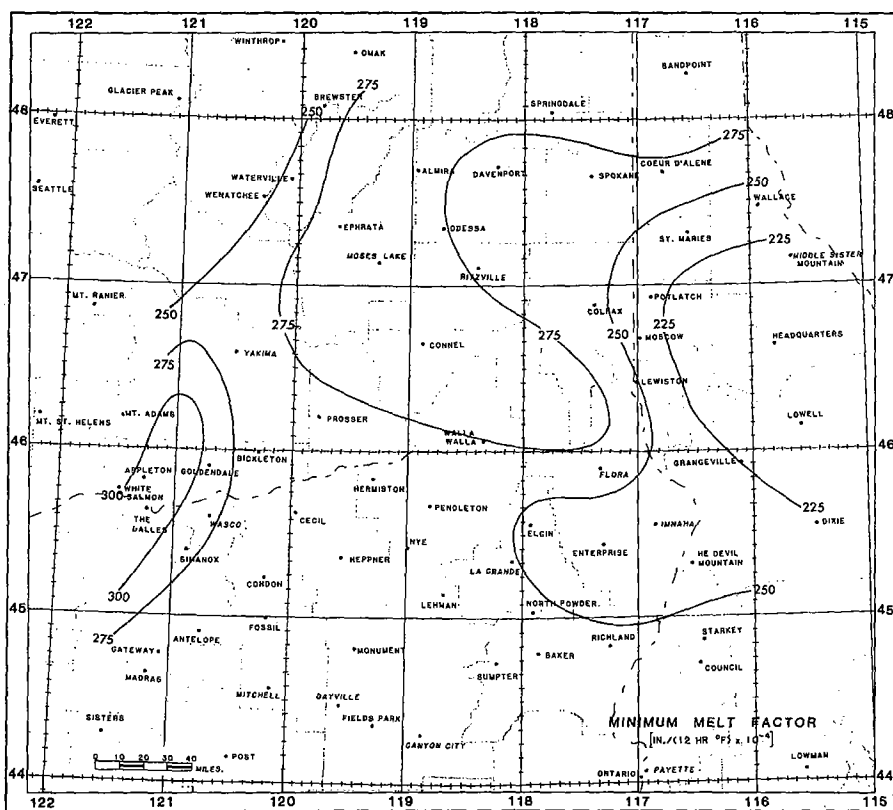 122 121 120 119 118 117 116 115
WINTHROP
OMAK
SANDPOINT
GLACIER PEAK
BREWSTER
275
250
SPRINGDALE
48
EVERETT
48
275
WATERVILLE
ALMIRA
DAVENPORT
SPOKANE
COEUR D'ALENE
SEATTLE
WENATCHEE
250
WALLACE
EPHRATA
ODESSA
ST. MARIES
225
MOSES LAKE
RITZVILLE
MIDDLE SISTER
MOUNTAIN
47
47
MT. RANIER
250
275
COLFAX
POTLATCH
225
275
250
MOSCOW
HEADQUARTERS
YAKIMA
CONNEL
275
LEWISTON
MT. ST. HELENS
MT. ADAMS
PROSSER
LOWELL
46
WALLA
WALLA
46
BICKLETON
GRANGEVILLE
APPLETON
GOLDENDALE
FLORA
WHITE
SALMON
300
HERMISTON
225
THE
DALLES
WASCO
CECIL
PENDLETON
ELGIN
IMNAHA
DIXIE
SIKANOX
HEPPNER
NYE
ENTERPRISE
HE DEVIL
MOUNTAIN
LA GRANDE
CONDON
300
LEHMAN
NORTH POWDER
250
45
45
275
FOSSIL
ANTELOPE
RICHLAND
STARKEY
GATEWAY
MONUMENT
BAKER
COUNCIL
MADRAS
SUMPTER
MITCHELL
DAYVILLE
SISTERS
FIELDS PARK
CANYON CITY
MINIMUM MELT FACTOR
[IN./(12 HR °F) x 10⁻⁴]
POST
LOWMAN
0 10 20 30 40
MILES.
ONTARIO
PAYETTE
44
44
122 121 120 119 118 117 116 115